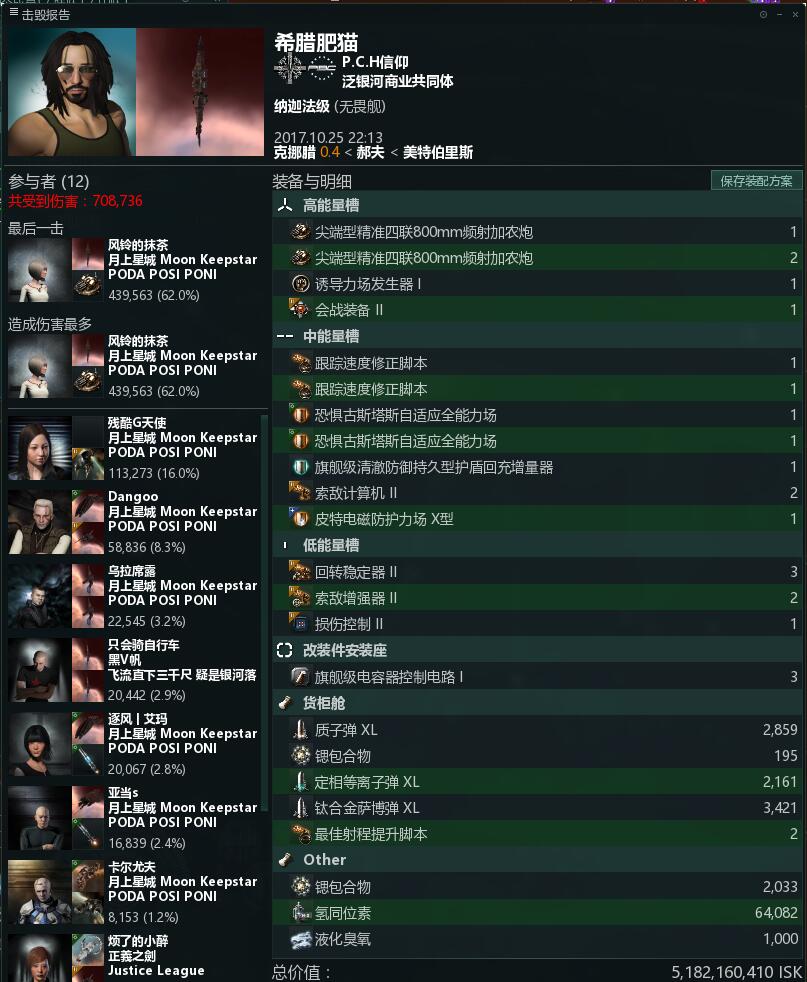 击毁报告
希腊肥猫
P.C.H信仰
泛银河商业共同体
纳迦法级 (无畏舰)
2017.10.25 22:13
克挪腊 0.4 < 郝夫 < 美特伯里斯
参与者 (12)
共受到伤害：708,736
最后一击
风铃的抹茶
月上星城 Moon Keepstar
PODA POSI PONI
439,563 (62.0%)
造成伤害最多
风铃的抹茶
月上星城 Moon Keepstar
PODA POSI PONI
439,563 (62.0%)
残酷G天使
月上星城 Moon Keepstar
PODA POSI PONI
113,273 (16.0%)
Dangoo
月上星城 Moon Keepstar
PODA POSI PONI
58,836 (8.3%)
乌拉席露
月上星城 Moon Keepstar
PODA POSI PONI
22,545 (3.2%)
只会骑自行车
黑V帆
飞流直下三千尺 疑是银河落
20,442 (2.9%)
逐风丨艾玛
月上星城 Moon Keepstar
PODA POSI PONI
20,067 (2.8%)
亚当s
月上星城 Moon Keepstar
PODA POSI PONI
16,839 (2.4%)
卡尔尤夫
月上星城 Moon Keepstar
PODA POSI PONI
8,153 (1.2%)
烦了的小醉
正義之劍
Justice League
装备与明细
保存装配方案
高能量槽
尖端型精准四联800mm频射加农炮 1
尖端型精准四联800mm频射加农炮 2
诱导力场发生器 I 1
会战装备 II 1
中能量槽
跟踪速度修正脚本 1
跟踪速度修正脚本 1
恐惧古斯塔斯自适应全能力场 1
恐惧古斯塔斯自适应全能力场 1
旗舰级清澈防御持久型护盾回充增量器 1
索敌计算机 II 2
皮特电磁防护力场 X型 1
低能量槽
回转稳定器 II 3
索敌增强器 II 2
损伤控制 II 1
改装件安装座
旗舰级电容器控制电路 I 3
货柜舱
质子弹 XL 2,859
锶包合物 195
定相等离子弹 XL 2,161
钛合金萨博弹 XL 3,421
最佳射程提升脚本 2
Other
锶包合物 2,033
氢同位素 64,082
液化臭氧 1,000
总价值： 5,182,160,410 ISK